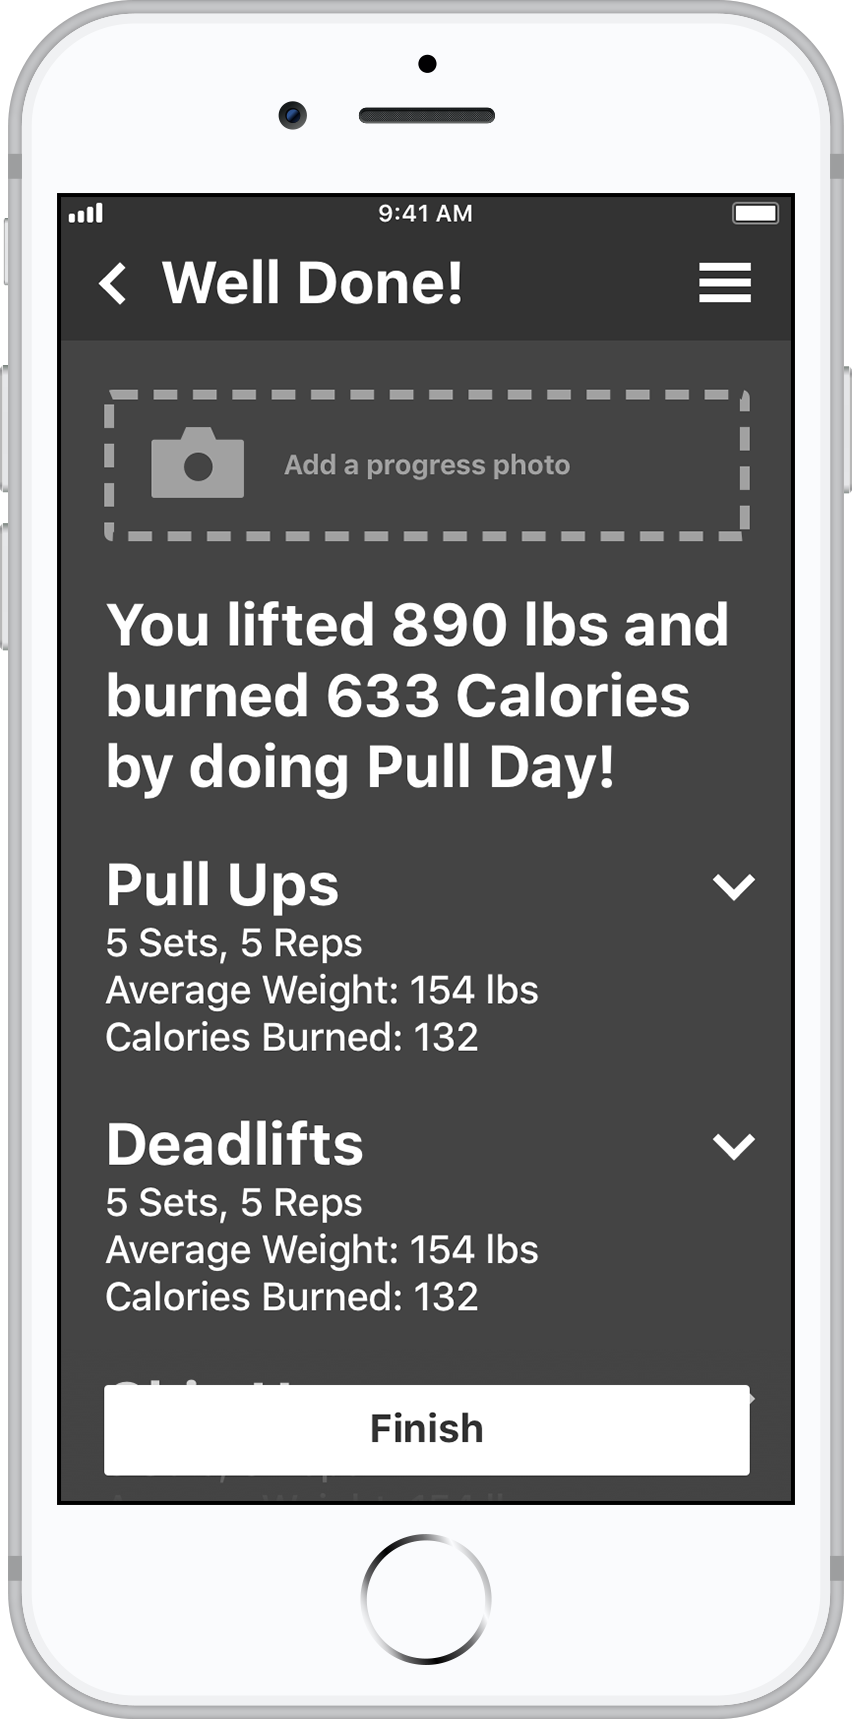 9:41 AM
Well Done!
Add a progress photo
You lifted 890 lbs and
burned 633 Calories
by doing Pull Day!
Pull Ups
5 Sets, 5 Reps
Average Weight: 154 lbs
Calories Burned: 132
Deadlifts
5 Sets, 5 Reps
Average Weight: 154 lbs
Calories Burned: 132
Finish